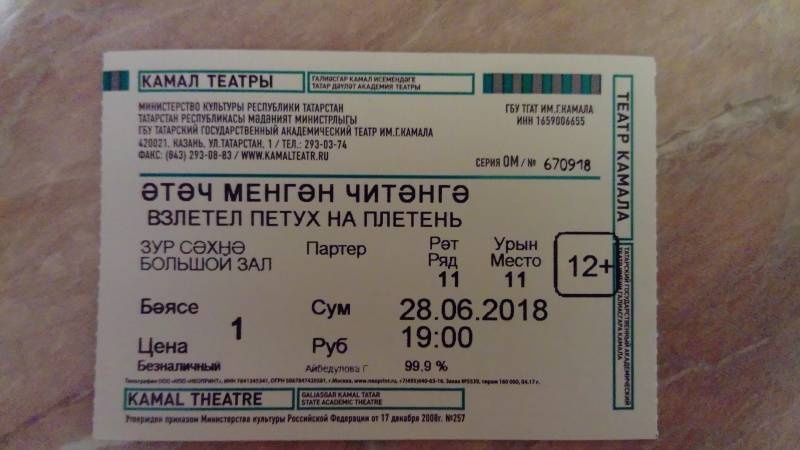 КАМАЛ ТЕАТРЫ
ГАЛИӘСГАР КАМАЛ ИСЕМЕНДӘГЕ
ТАТАР ДӘҮЛӘТ АКАДЕМИЯ ТЕАТРЫ
МИНИСТЕРСТВО КУЛЬТУРЫ РЕСПУБЛИКИ ТАТАРСТАН
ТАТАРСТАН РЕСПУБЛИКАСЫ МӘДӘНИЯТ МИНИСТРЛЫГЫ
ГБУ ТАТАРСКИЙ ГОСУДАРСТВЕННЫЙ АКАДЕМИЧЕСКИЙ ТЕАТР ИМ.Г.КАМАЛА
420021. КАЗАНЬ, УЛ.ТАТАРСТАН, 1 / ТЕЛ.: 293-03-74
ФАКС: (843) 293-08-83 / WWW.KAMALTEATR.RU
ГБУ ТГАТ ИМ.Г.КАМАЛА
ИНН 1659006655
СЕРИЯ ОМ/№ 670918
ӘТӘЧ МЕНГӘН ЧИТӘНГӘ
ВЗЛЕТЕЛ ПЕТУХ НА ПЛЕТЕНЬ
ЗУР СӘХНӘ
БОЛЬШОЙ ЗАЛ
Партер
Рәт
Ряд
11
Урын
Место
11
12+
Бәясе
Цена
1
Сум
Руб
28.06.2018
19:00
Безналичный
Айбедулова Г
99.9 %
KAMAL THEATRE
GALIASGAR KAMAL TATAR
STATE ACADEMIC THEATRE
Утвержден приказом Министерства культуры Российской Федерации от 17 декабря 2008г. №257
ТЕАТР КАМАЛА